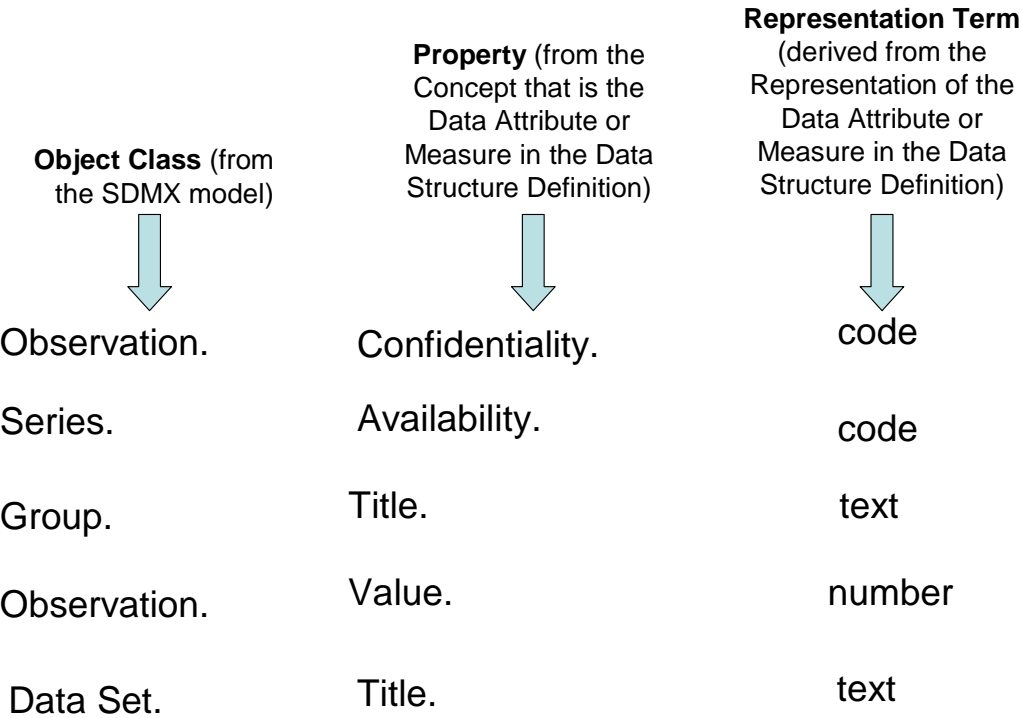 Object Class (from
the SDMX model)
Property (from the
Concept that is the
Data Attribute or
Measure in the Data
Structure Definition)
Representation Term
(derived from the
Representation of the
Data Attribute or
Measure in the Data
Structure Definition)
Observation. Confidentiality. code
Series. Availability. code
Group. Title. text
Observation. Value. number
Data Set. Title. text